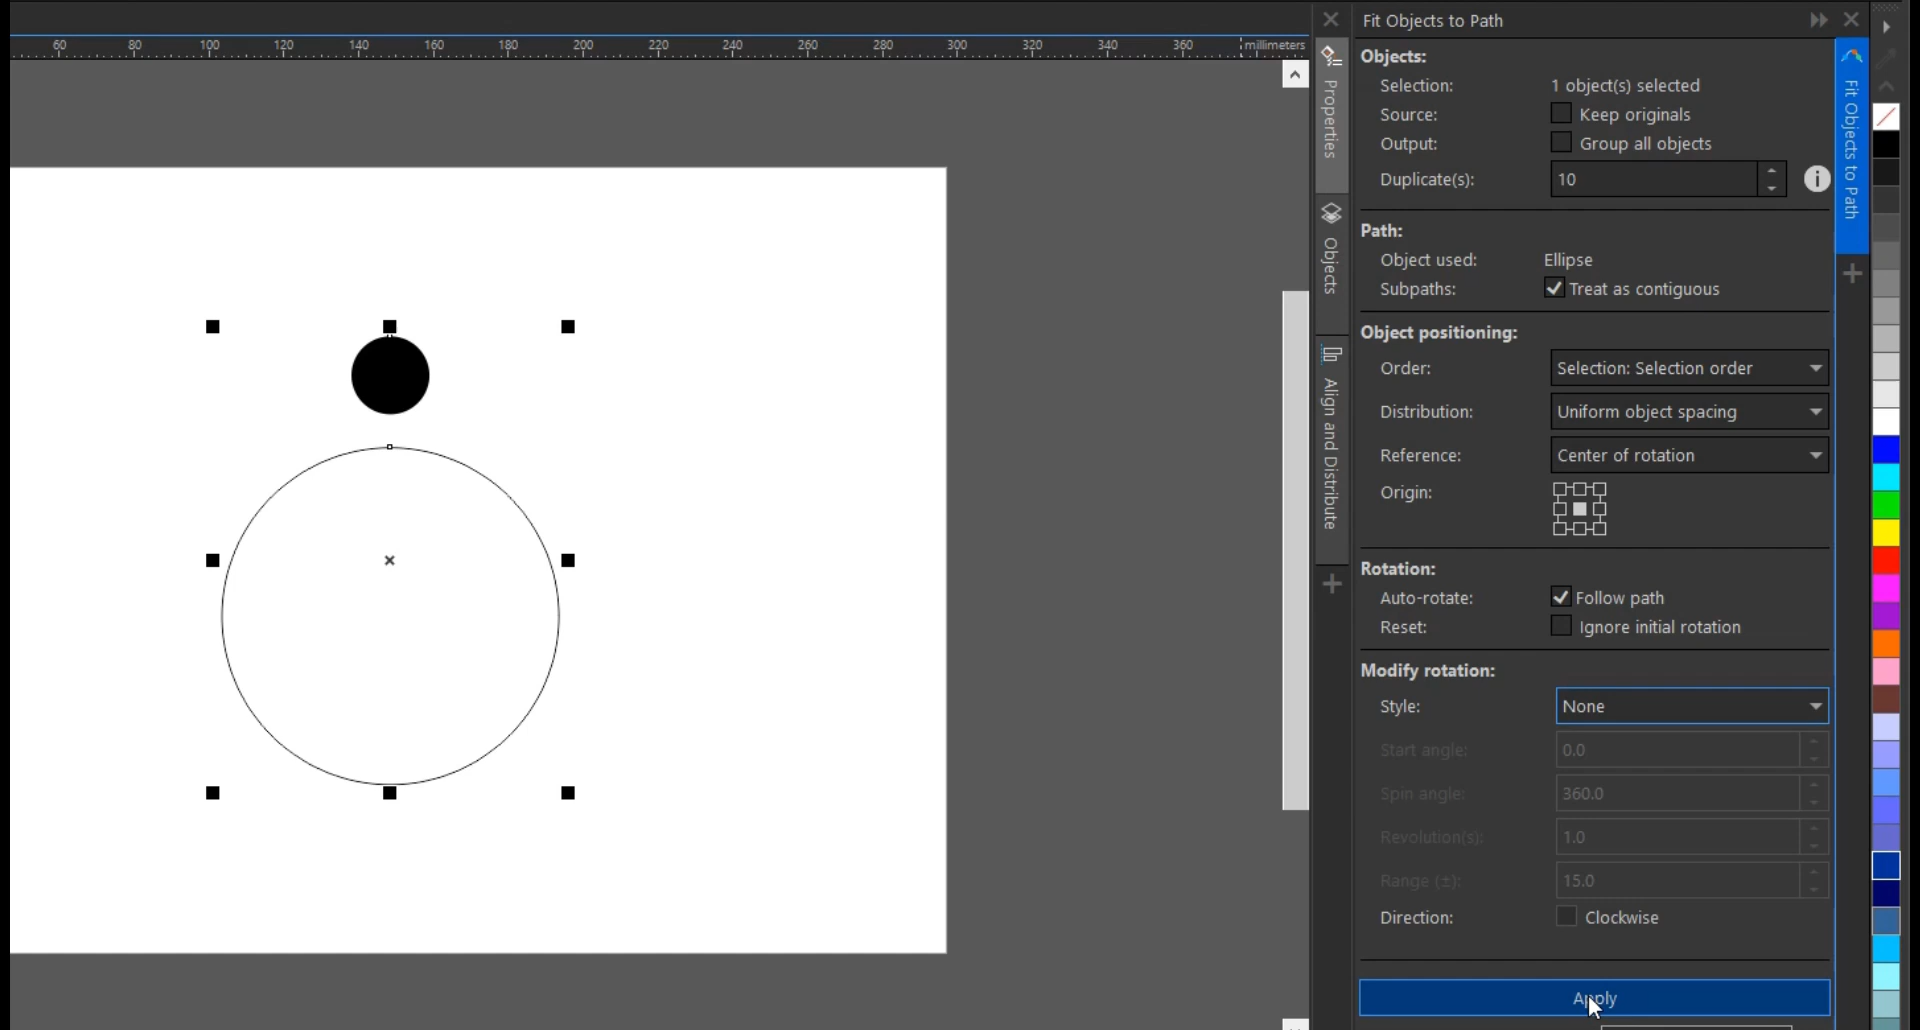 60 80 100 120 140 160 180 200 220 240 260 280 300 320 340 360 millimeters
Fit Objects to Path
Objects:
Selection: 1 object(s) selected
Source: Keep originals
Output: Group all objects
Duplicate(s): 10
Path:
Object used: Ellipse
Subpaths: Treat as contiguous
Object positioning:
Order: Selection: Selection order
Distribution: Uniform object spacing
Reference: Center of rotation
Origin:
Rotation:
Auto-rotate: Follow path
Reset: Ignore initial rotation
Modify rotation:
Style: None
Start angle: 0.0
Spin angle: 360.0
Revolution(s): 1.0
Range (±): 15.0
Direction: Clockwise
Apply
Properties
Objects
Align and Distribute
Fit Objects to Path